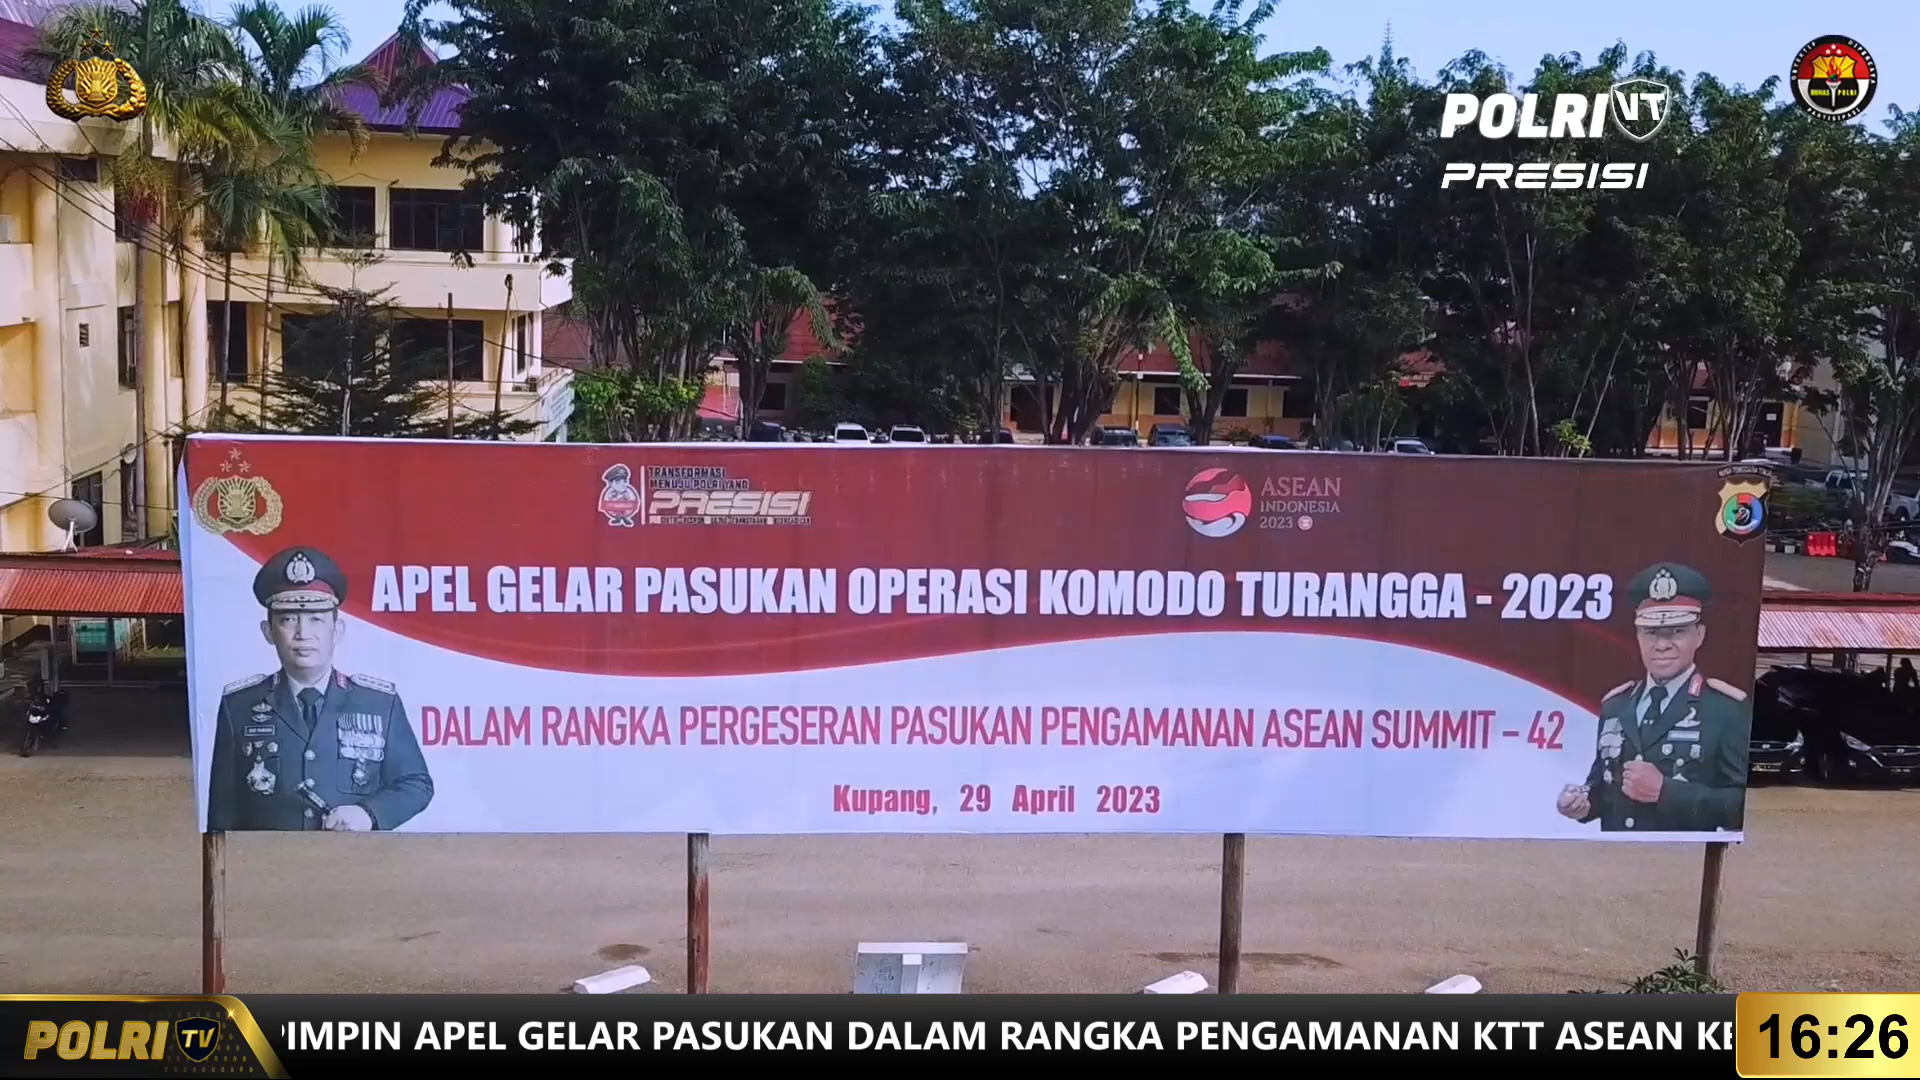 POLRI TV
PRESISI
TRANSFORMASI
MENUJU POLRI YANG
PRESISI
ASEAN
INDONESIA
2023
APEL GELAR PASUKAN OPERASI KOMODO TURANGGA - 2023
DALAM RANGKA PERGESERAN PASUKAN PENGAMANAN ASEAN SUMMIT - 42
Kupang, 29 April 2023
POLRI TV
PIMPIN APEL GELAR PASUKAN DALAM RANGKA PENGAMANAN KTT ASEAN KE
16:26